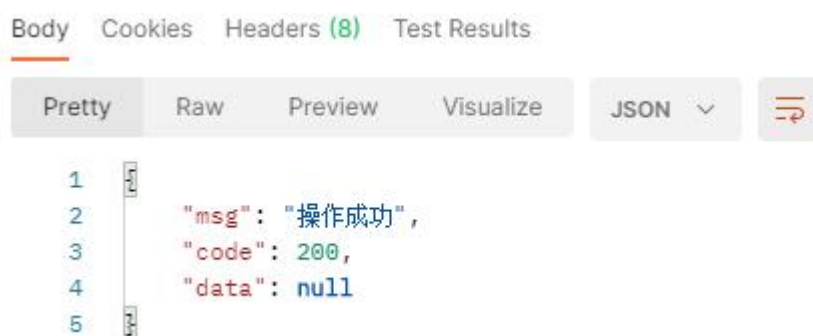 Body Cookies Headers (8) Test Results
Pretty Raw Preview Visualize JSON
1 {
2 "msg": "操作成功",
3 "code": 200,
4 "data": null
5 }